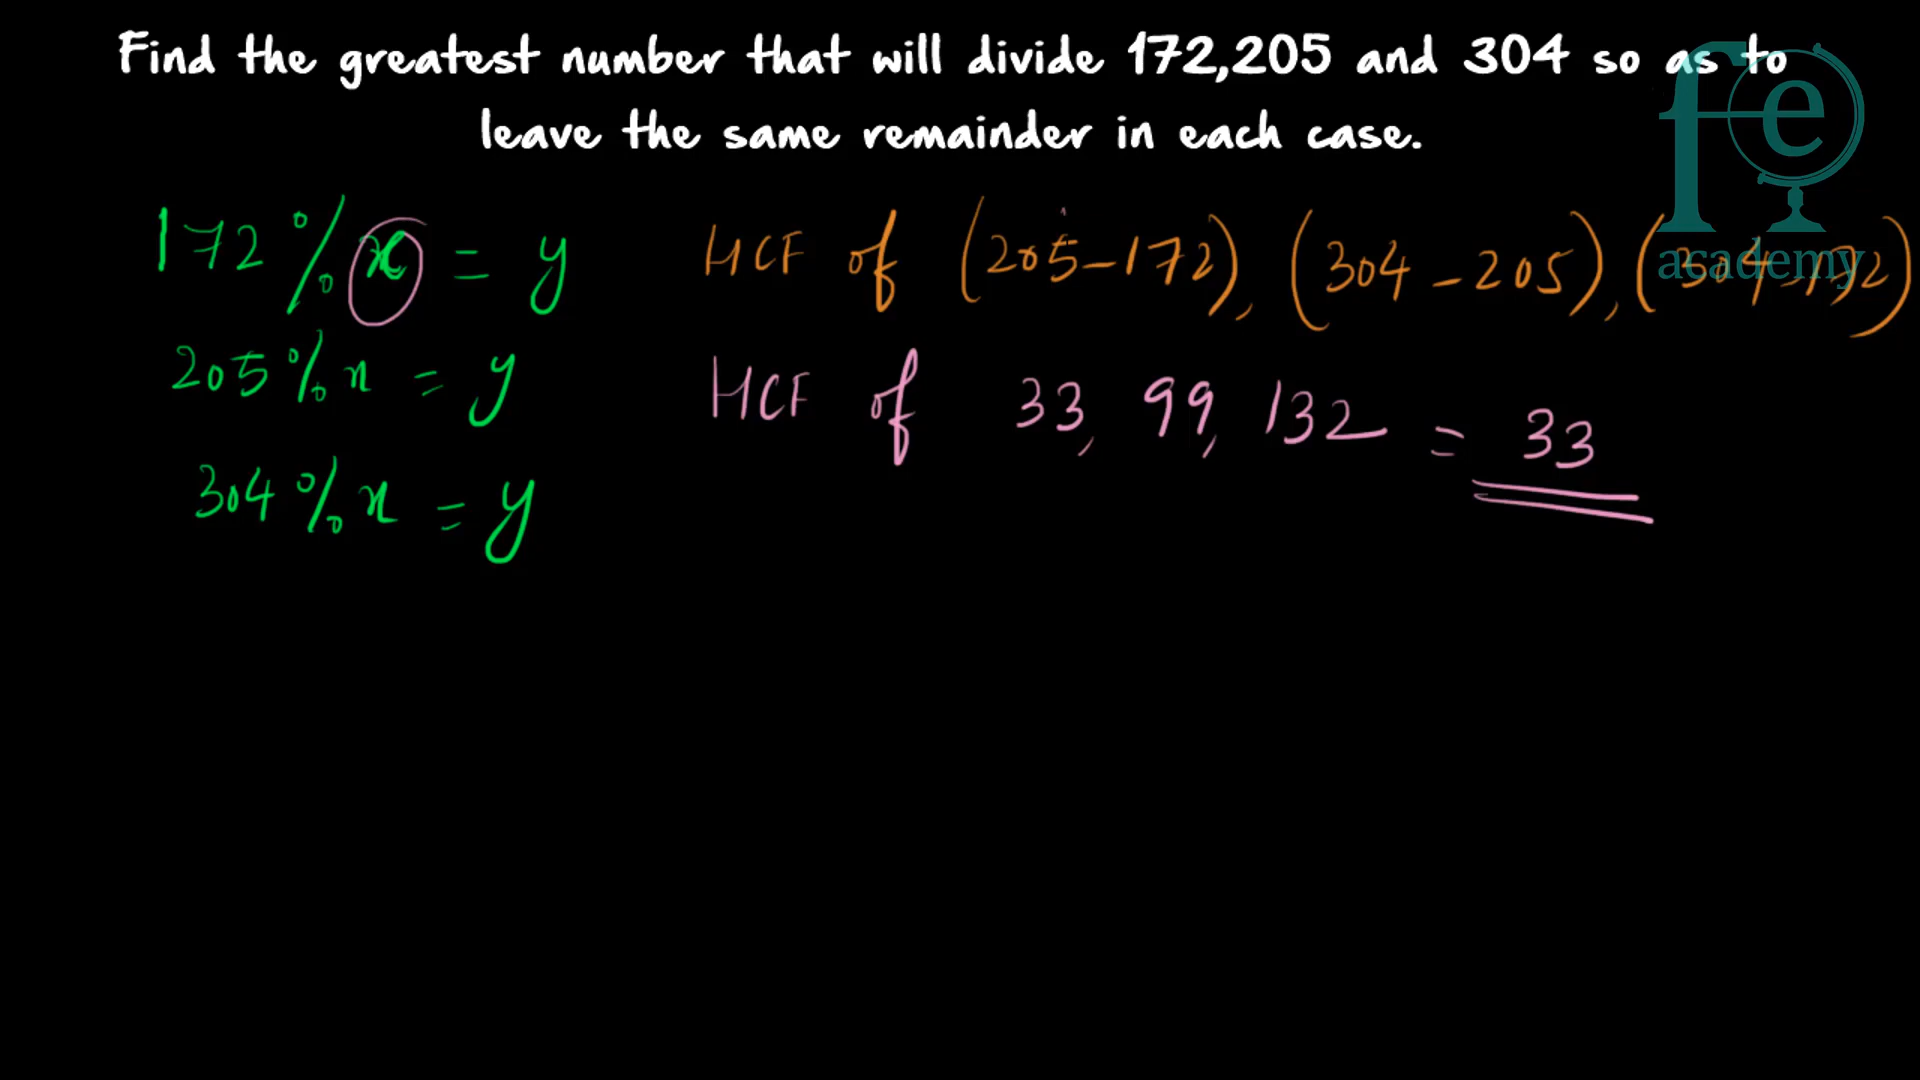 Find the greatest number that will divide 172,205 and 304 so as to
leave the same remainder in each case.
fe
academy
172 % x = y
205 % x = y
304 % x = y
HCF of (205-172), (304-205), (304-172)
HCF of 33, 99, 132 = 33